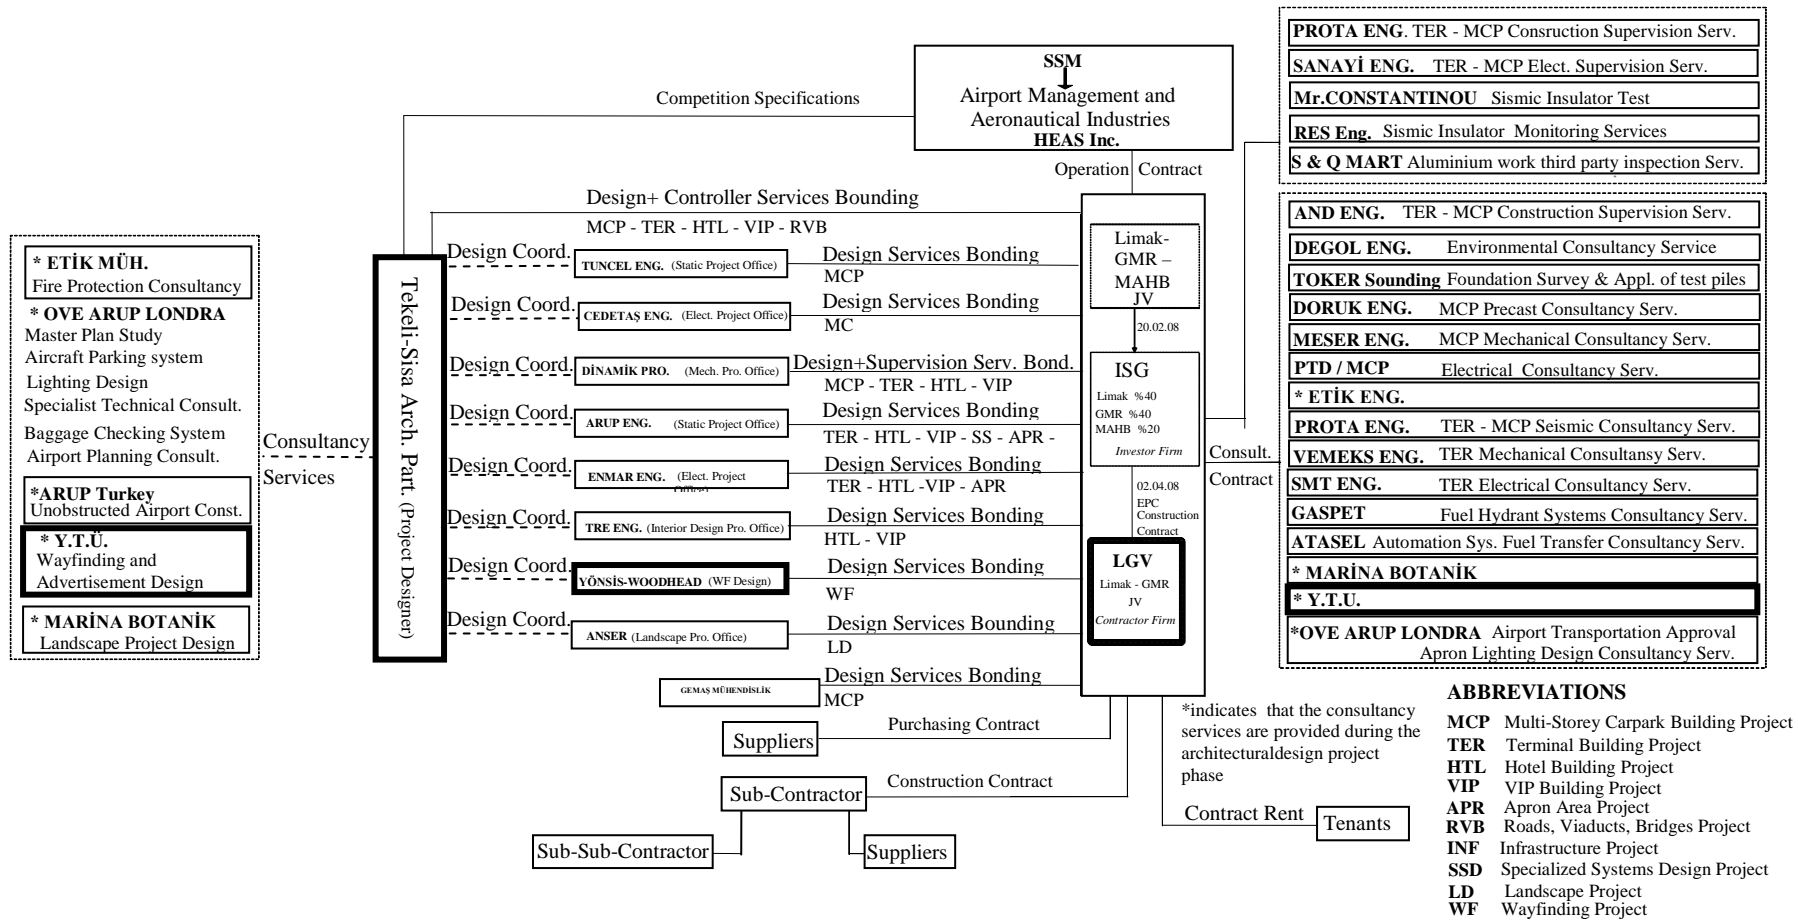 SSM
Airport Management and
Aeronautical Industries
HEAS Inc.
Competition Specifications
Operation Contract
Design+ Controller Services Bounding
MCP - TER - HTL - VIP - RVB
* ETİK MÜH.
Fire Protection Consultancy
* OVE ARUP LONDRA
Master Plan Study
Aircraft Parking system
Lighting Design
Specialist Technical Consult.
Baggage Checking System
Airport Planning Consult.
*ARUP Turkey
Unobstructed Airport Const.
* Y.T.Ü.
Wayfinding and
Advertisement Design
* MARİNA BOTANİK
Landscape Project Design
Consultancy
Services
Tekeli-Sisa Arch. Part. (Project Designer)
Design Coord.
TUNCEL ENG. (Static Project Office)
Design Services Bonding
MCP
Design Coord.
CEDETAŞ ENG. (Elect. Project Office)
Design Services Bonding
MC
Design Coord.
DİNAMİK PRO. (Mech. Pro. Office)
Design+Supervision Serv. Bond.
MCP - TER - HTL - VIP
Design Coord.
ARUP ENG. (Static Project Office)
Design Services Bonding
TER - HTL - VIP - SS - APR -
Design Coord.
ENMAR ENG. (Elect. Project
Design Services Bonding
TER - HTL -VIP - APR
Design Coord.
TRE ENG. (Interior Design Pro. Office)
Design Services Bonding
HTL - VIP
Design Coord.
YÖNSİS-WOODHEAD (WF Design)
Design Services Bonding
WF
Design Coord.
ANSER (Landscape Pro. Office)
Design Services Bounding
LD
GEMAŞ MÜHENDİSLİK
Design Services Bonding
MCP
Suppliers
Purchasing Contract
Sub-Contractor
Construction Contract
Sub-Sub-Contractor
Suppliers
Limak-
GMR –
MAHB
JV
20.02.08
ISG
Limak %40
GMR %40
MAHB %20
Investor Firm
02.04.08
EPC
Construction
Contract
LGV
Limak - GMR
JV
Contractor Firm
Consult.
Contract
*indicates that the consultancy
services are provided during the
architecturaldesign project
phase
Contract Rent
Tenants
PROTA ENG. TER - MCP Consruction Supervision Serv.
SANAYİ ENG. TER - MCP Elect. Supervision Serv.
Mr.CONSTANTINOU Sismic Insulator Test
RES Eng. Sismic Insulator Monitoring Services
S & Q MART Aluminium work third party inspection Serv.
AND ENG. TER - MCP Construction Supervision Serv.
DEGOL ENG. Environmental Consultancy Service
TOKER Sounding Foundation Survey & Appl. of test piles
DORUK ENG. MCP Precast Consultancy Serv.
MESER ENG. MCP Mechanical Consultancy Serv.
PTD / MCP Electrical Consultancy Serv.
* ETİK ENG.
PROTA ENG. TER - MCP Seismic Consultancy Serv.
VEMEKS ENG. TER Mechanical Consultansy Serv.
SMT ENG. TER Electrical Consultancy Serv.
GASPET Fuel Hydrant Systems Consultancy Serv.
ATASEL Automation Sys. Fuel Transfer Consultancy Serv.
* MARİNA BOTANİK
* Y.T.U.
*OVE ARUP LONDRA Airport Transportation Approval
Apron Lighting Design Consultancy Serv.
ABBREVIATIONS
MCP Multi-Storey Carpark Building Project
TER Terminal Building Project
HTL Hotel Building Project
VIP VIP Building Project
APR Apron Area Project
RVB Roads, Viaducts, Bridges Project
INF Infrastructure Project
SSD Specialized Systems Design Project
LD Landscape Project
WF Wayfinding Project